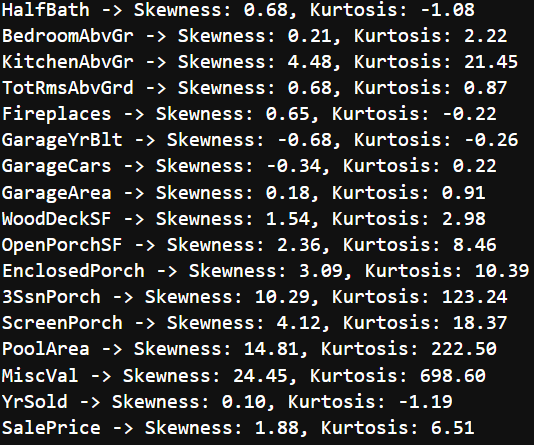 HalfBath -> Skewness: 0.68, Kurtosis: -1.08
BedroomAbvGr -> Skewness: 0.21, Kurtosis: 2.22
KitchenAbvGr -> Skewness: 4.48, Kurtosis: 21.45
TotRmsAbvGrd -> Skewness: 0.68, Kurtosis: 0.87
Fireplaces -> Skewness: 0.65, Kurtosis: -0.22
GarageYrBlt -> Skewness: -0.68, Kurtosis: -0.26
GarageCars -> Skewness: -0.34, Kurtosis: 0.22
GarageArea -> Skewness: 0.18, Kurtosis: 0.91
WoodDeckSF -> Skewness: 1.54, Kurtosis: 2.98
OpenPorchSF -> Skewness: 2.36, Kurtosis: 8.46
EnclosedPorch -> Skewness: 3.09, Kurtosis: 10.39
3SsnPorch -> Skewness: 10.29, Kurtosis: 123.24
ScreenPorch -> Skewness: 4.12, Kurtosis: 18.37
PoolArea -> Skewness: 14.81, Kurtosis: 222.50
MiscVal -> Skewness: 24.45, Kurtosis: 698.60
YrSold -> Skewness: 0.10, Kurtosis: -1.19
SalePrice -> Skewness: 1.88, Kurtosis: 6.51